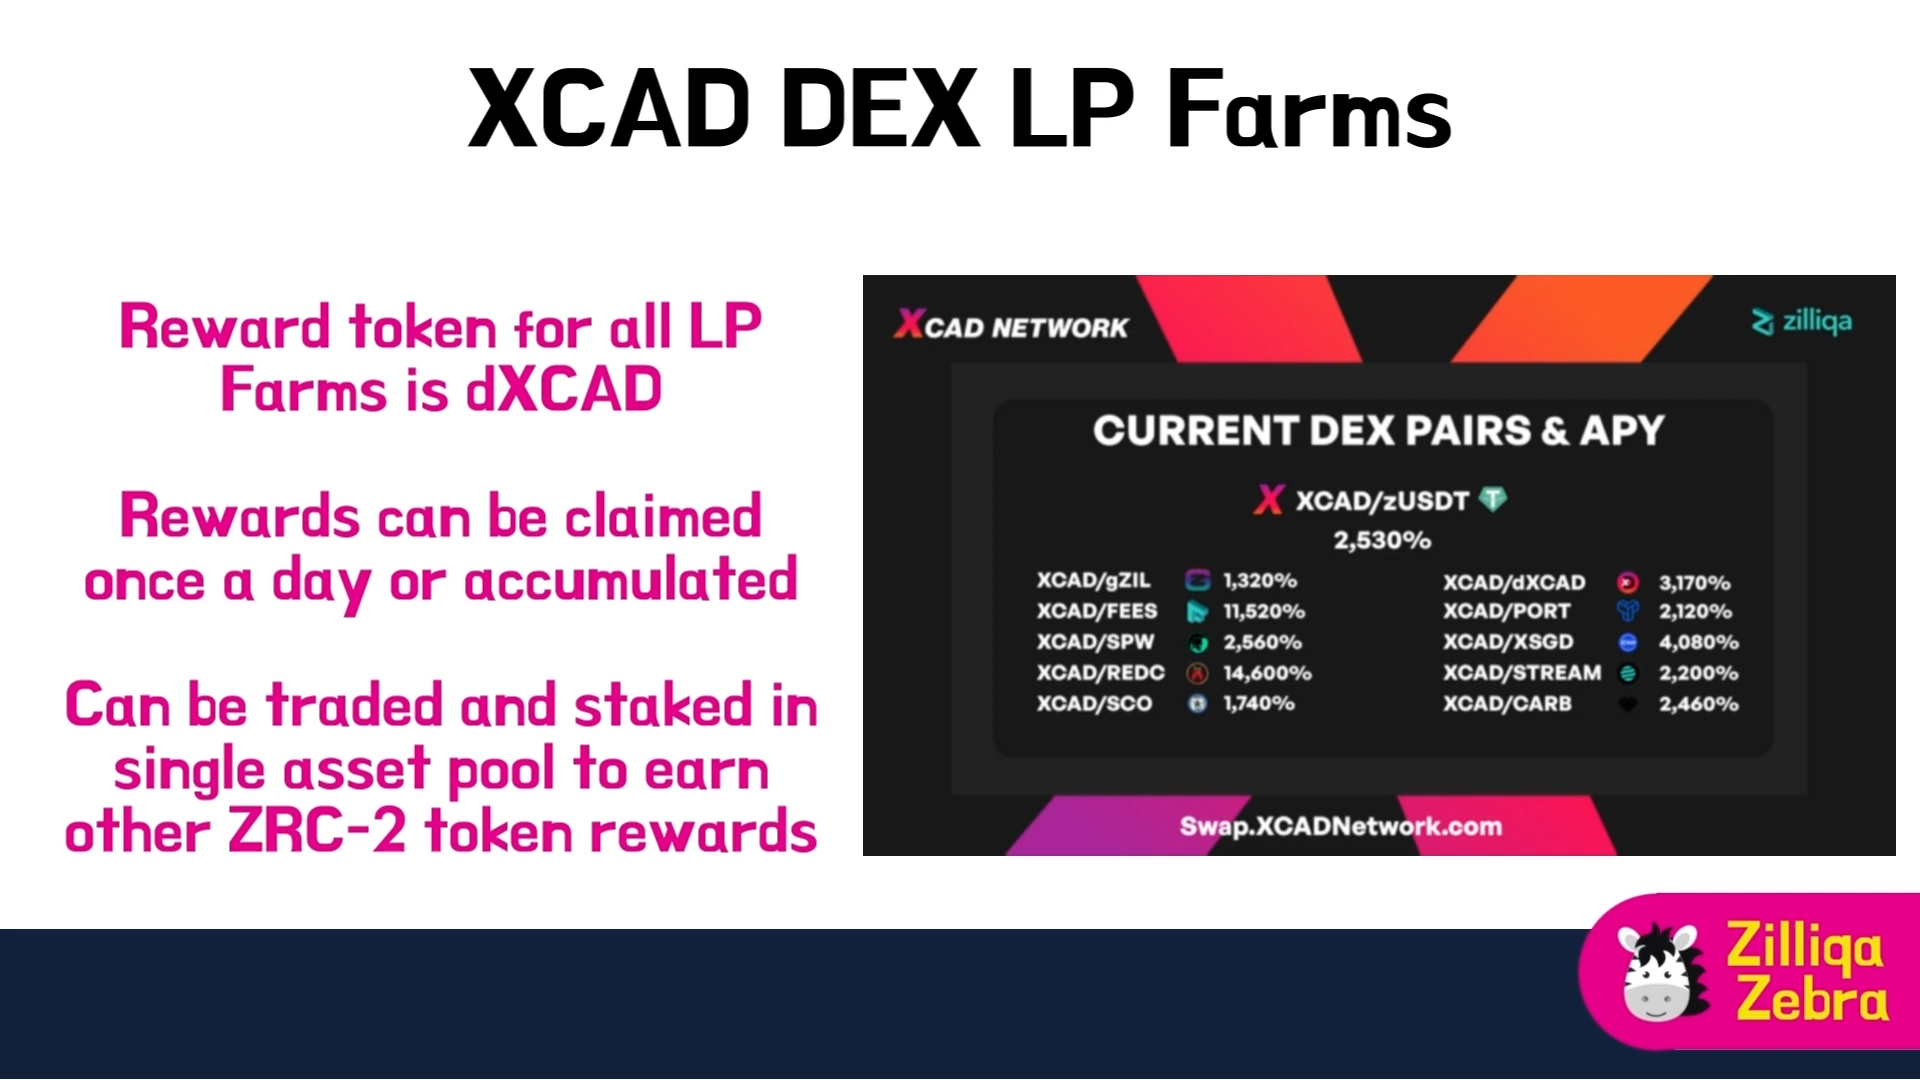 XCAD DEX LP Farms
Reward token for all LP
Farms is dXCAD
Rewards can be claimed
once a day or accumulated
Can be traded and staked in
single asset pool to earn
other ZRC-2 token rewards
XCAD NETWORK
zilliqa
CURRENT DEX PAIRS & APY
XCAD/zUSDT
2,530%
XCAD/gZIL 1,320%
XCAD/FEES 11,520%
XCAD/SPW 2,560%
XCAD/REDC 14,600%
XCAD/SCO 1,740%
XCAD/dXCAD 3,170%
XCAD/PORT 2,120%
XCAD/XSGD 4,080%
XCAD/STREAM 2,200%
XCAD/CARB 2,460%
Swap.XCADNetwork.com
Zilliqa
Zebra